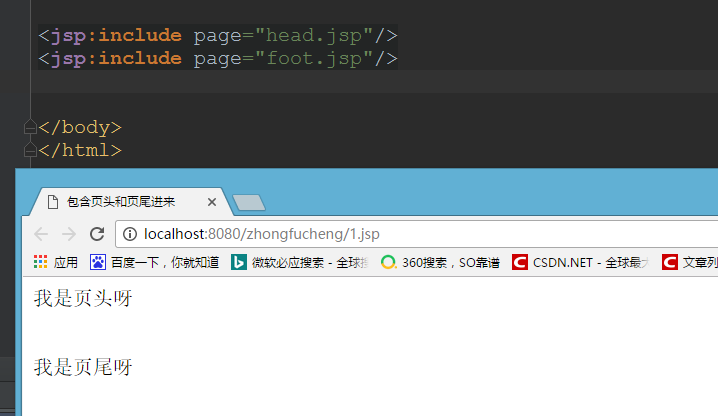 <jsp:include page="head.jsp"/>
<jsp:include page="foot.jsp"/>
</body>
</html>
包含页头和页尾进来
localhost:8080/zhongfucheng/1.jsp
应用 百度一下，你就知道 微软必应搜索 - 全球 360搜索，SO靠谱 CSDN.NET - 全球最 文章列
我是页头呀
我是页尾呀